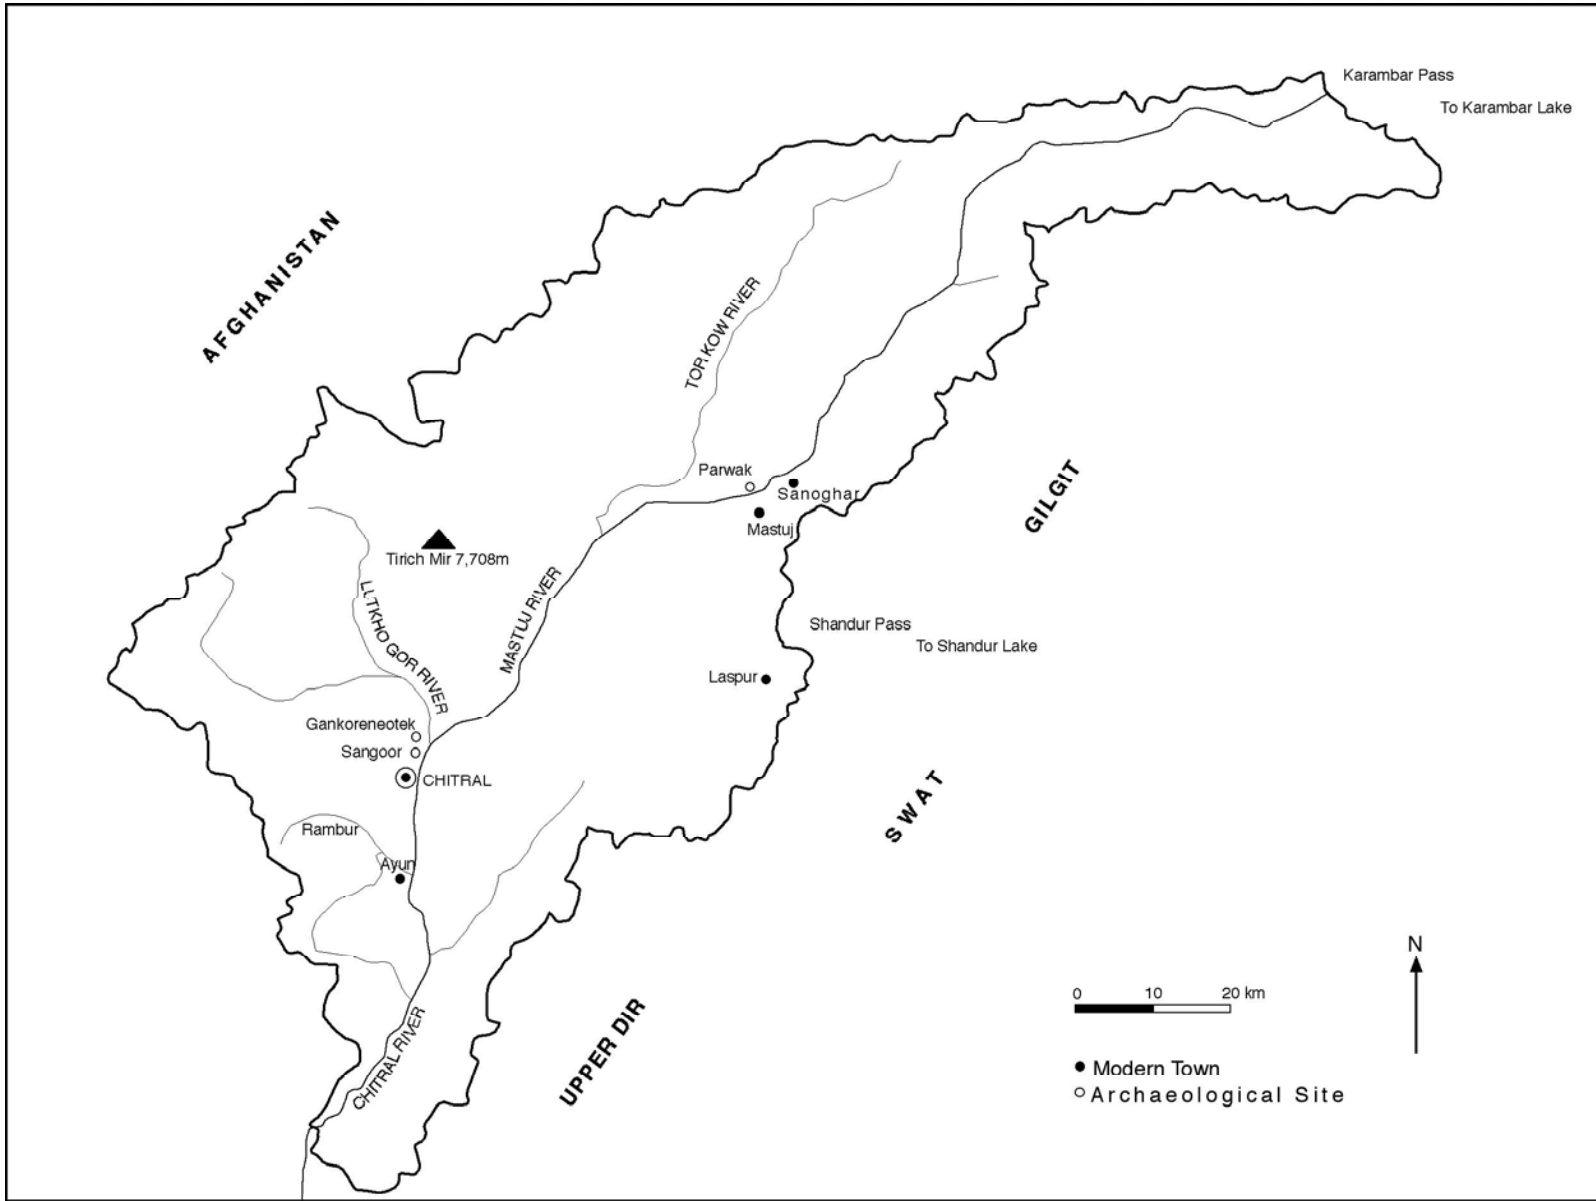 Karambar Pass
To Karambar Lake
AFGHANISTAN
TORKOW RIVER
Parwak
Sanoghar
Mastuj
GILGIT
Tirich Mir 7,708m
LUTKHO GOR RIVER
MASTUJ RIVER
Shandur Pass
To Shandur Lake
Laspur
Gankoreneotek
Sangoor
CHITRAL
SWAT
Rambur
Ayun
N
0 10 20 km
CHITRAL RIVER
UPPER DIR
Modern Town
Archaeological Site